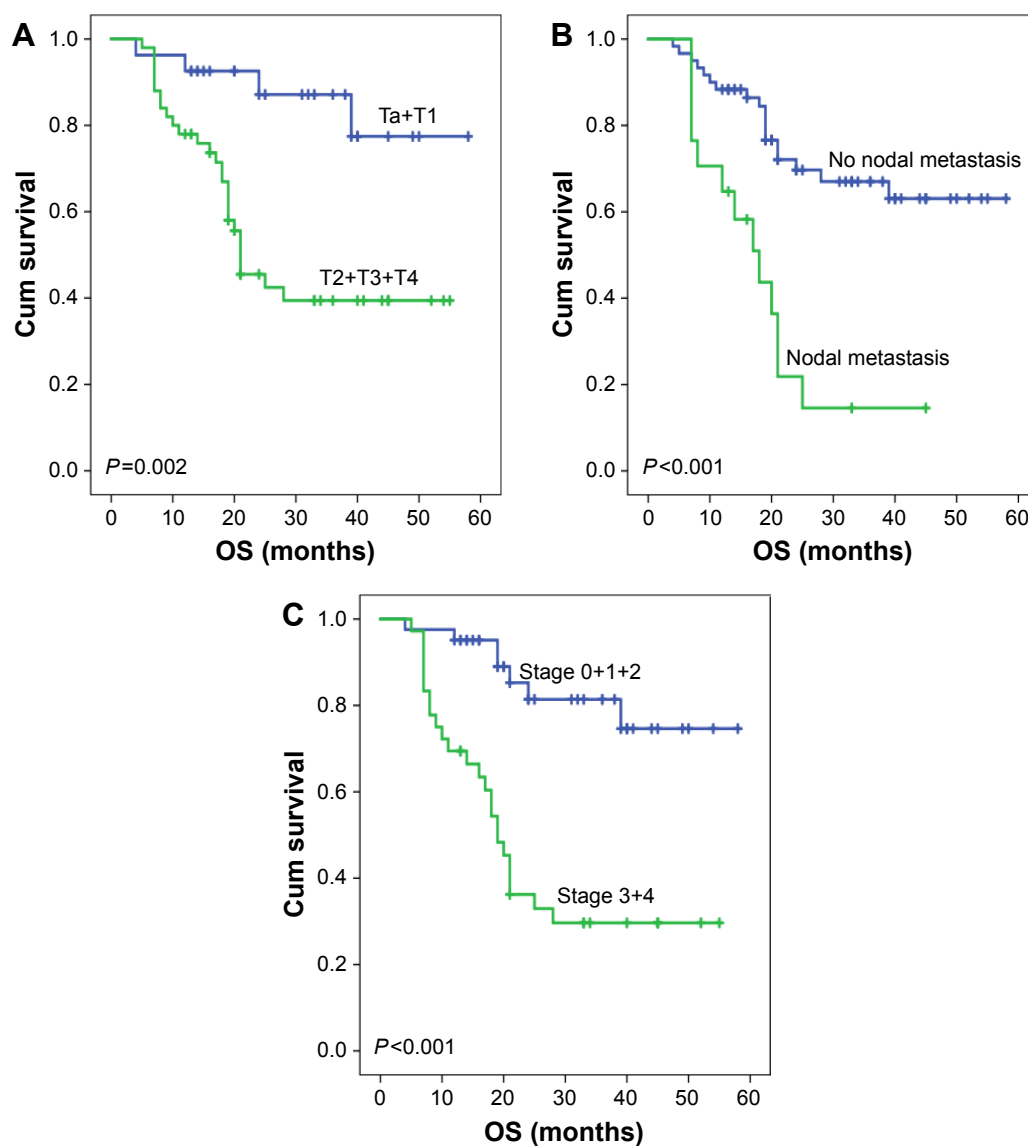 A
1.0
0.8
0.6
0.4
0.2
0.0
Cum survival
Ta+T1
T2+T3+T4
P=0.002
0 10 20 30 40 50 60
OS (months)
B
1.0
0.8
0.6
0.4
0.2
0.0
Cum survival
No nodal metastasis
Nodal metastasis
P<0.001
0 10 20 30 40 50 60
OS (months)
C
1.0
0.8
0.6
0.4
0.2
0.0
Cum survival
Stage 0+1+2
Stage 3+4
P<0.001
0 10 20 30 40 50 60
OS (months)